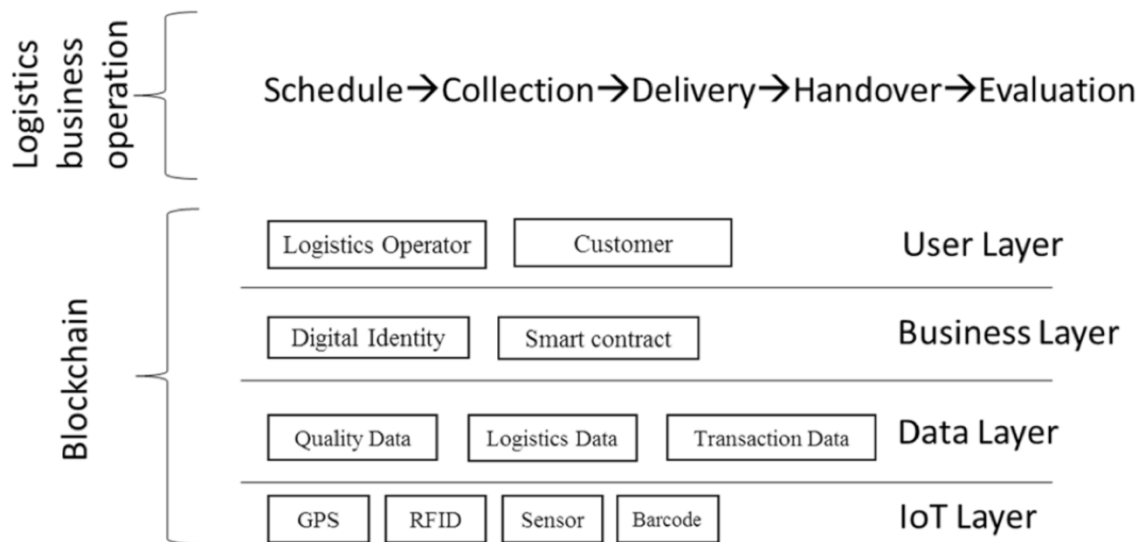 Logistics
business
operation
Schedule→Collection→Delivery→Handover→Evaluation
Blockchain
Logistics Operator Customer User Layer
Digital Identity Smart contract Business Layer
Quality Data Logistics Data Transaction Data Data Layer
GPS RFID Sensor Barcode IoT Layer